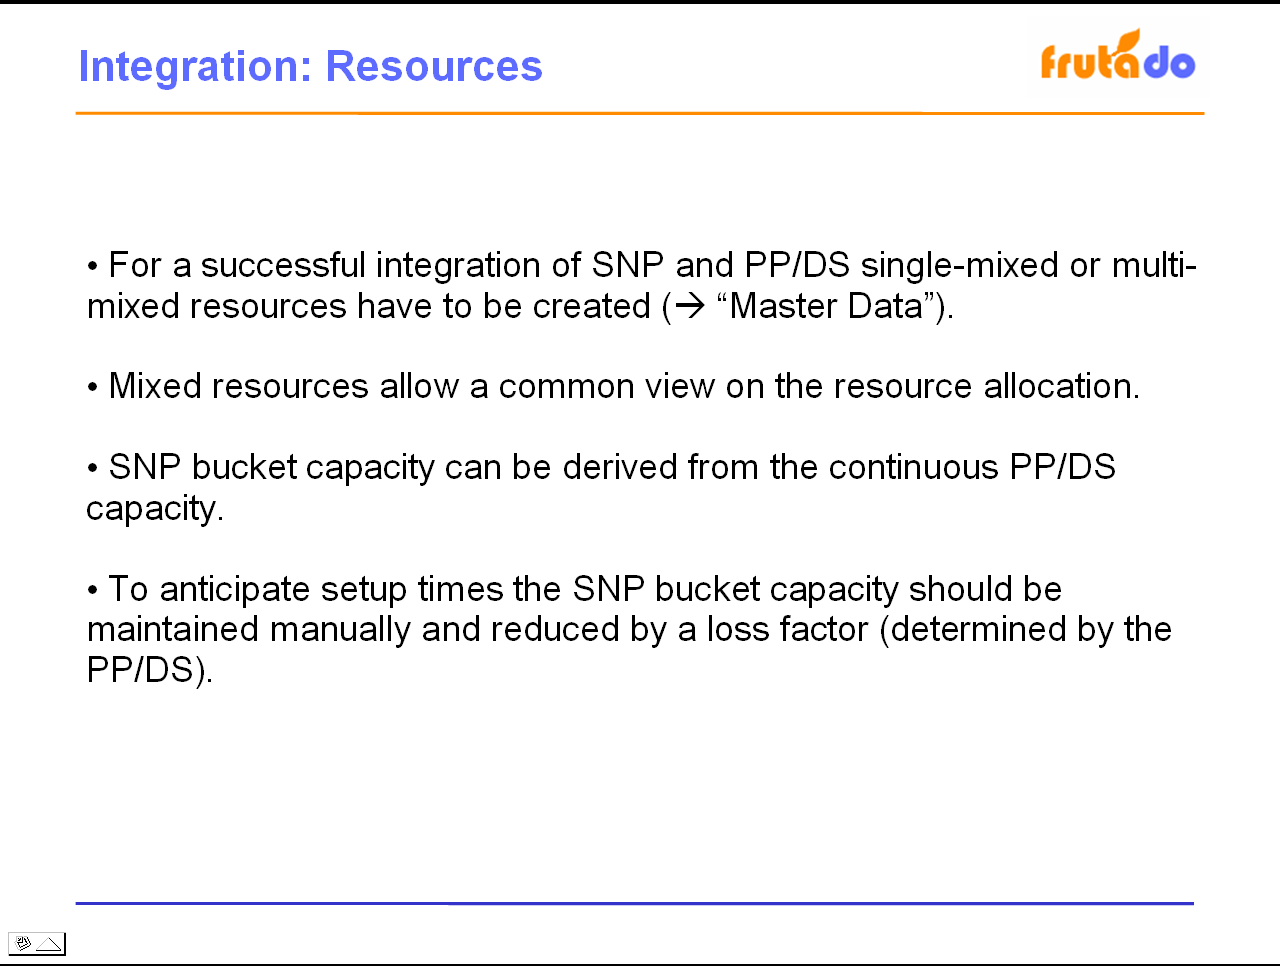 Integration: Resources
frutado
• For a successful integration of SNP and PP/DS single-mixed or multi-
mixed resources have to be created (→ “Master Data”).
• Mixed resources allow a common view on the resource allocation.
• SNP bucket capacity can be derived from the continuous PP/DS
capacity.
• To anticipate setup times the SNP bucket capacity should be
maintained manually and reduced by a loss factor (determined by the
PP/DS).